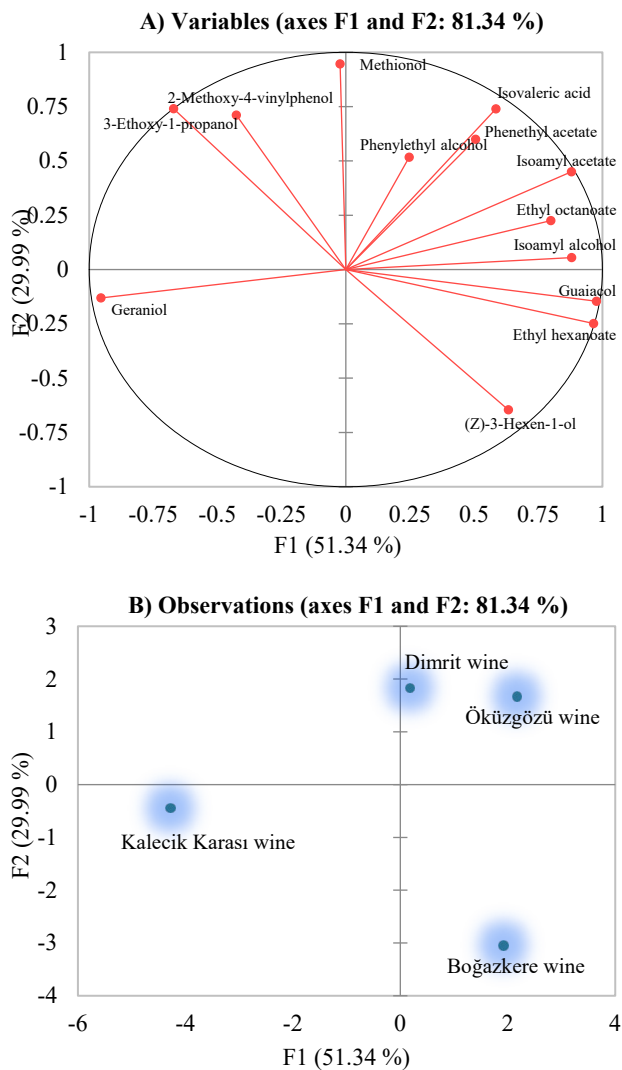 A) Variables (axes F1 and F2: 81.34 %)
1
Methionol
Isovaleric acid
2-Methoxy-4-vinylphenol
0.75
3-Ethoxy-1-propanol
Phenethyl acetate
Phenylethyl alcohol
0.5
Isoamyl acetate
0.25
Ethyl octanoate
Isoamyl alcohol
0
Guaiacol
Geraniol
-0.25
Ethyl hexanoate
-0.5
(Z)-3-Hexen-1-ol
-0.75
-1
F2 (29.99 %)
-1 -0.75 -0.5 -0.25 0 0.25 0.5 0.75 1
F1 (51.34 %)
B) Observations (axes F1 and F2: 81.34 %)
3
Dimrit wine
2
Öküzgözü wine
1
0
-1
Kalecik Karası wine
-2
-3
Boğazkere wine
-4
F2 (29.99 %)
-6 -4 -2 0 2 4
F1 (51.34 %)